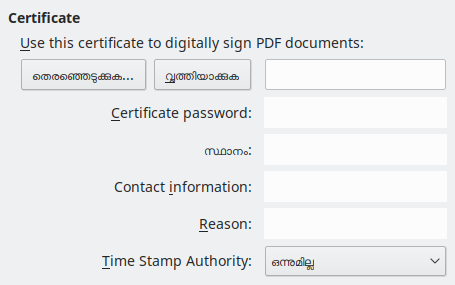 Certificate
Use this certificate to digitally sign PDF documents:
തെരഞ്ഞെടുക്കുക... വൃത്തിയാക്കുക
Certificate password:
സ്ഥാനം:
Contact information:
Reason:
Time Stamp Authority: ഒന്നുമില്ല